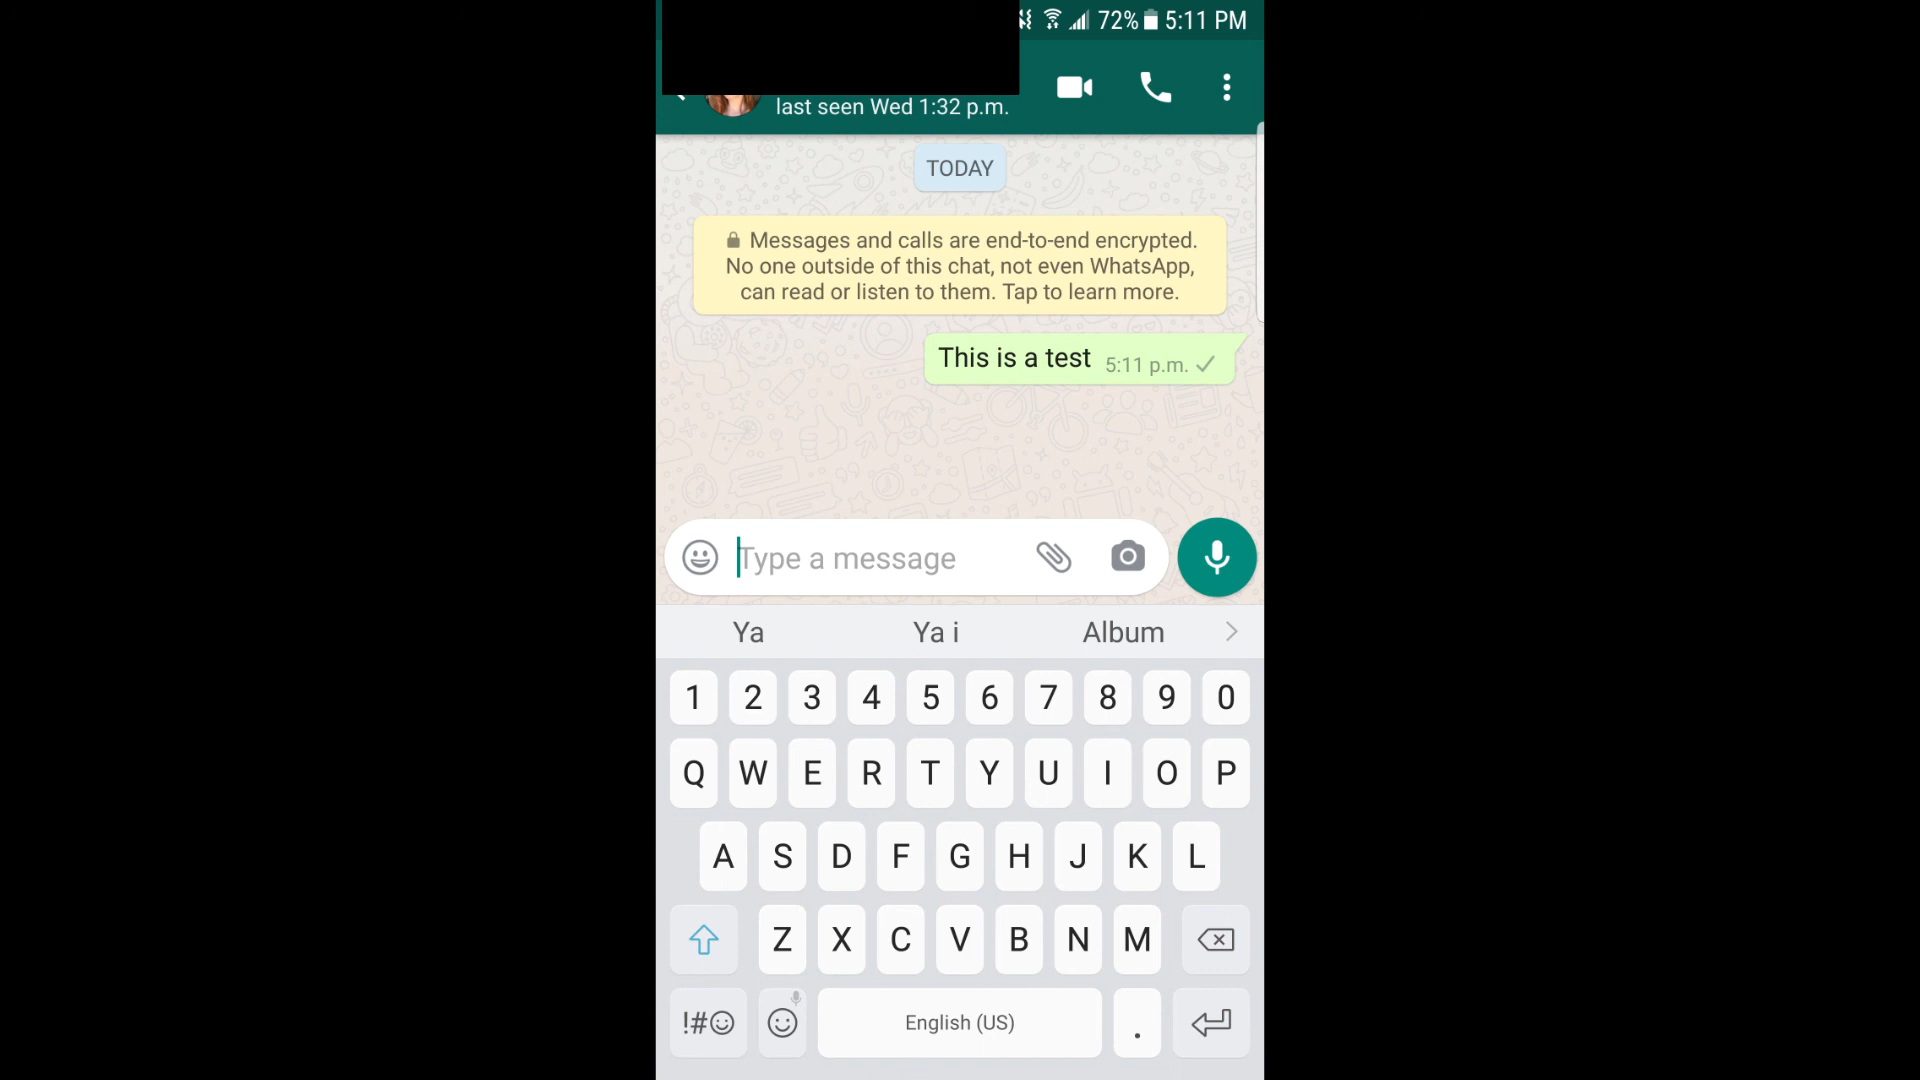 72% 5:11 PM
last seen Wed 1:32 p.m.
TODAY
Messages and calls are end-to-end encrypted.
No one outside of this chat, not even WhatsApp,
can read or listen to them. Tap to learn more.
This is a test 5:11 p.m.
Type a message
Ya Ya i Album
1 2 3 4 5 6 7 8 9 0
Q W E R T Y U I O P
A S D F G H J K L
Z X C V B N M
!#☺ English (US) .